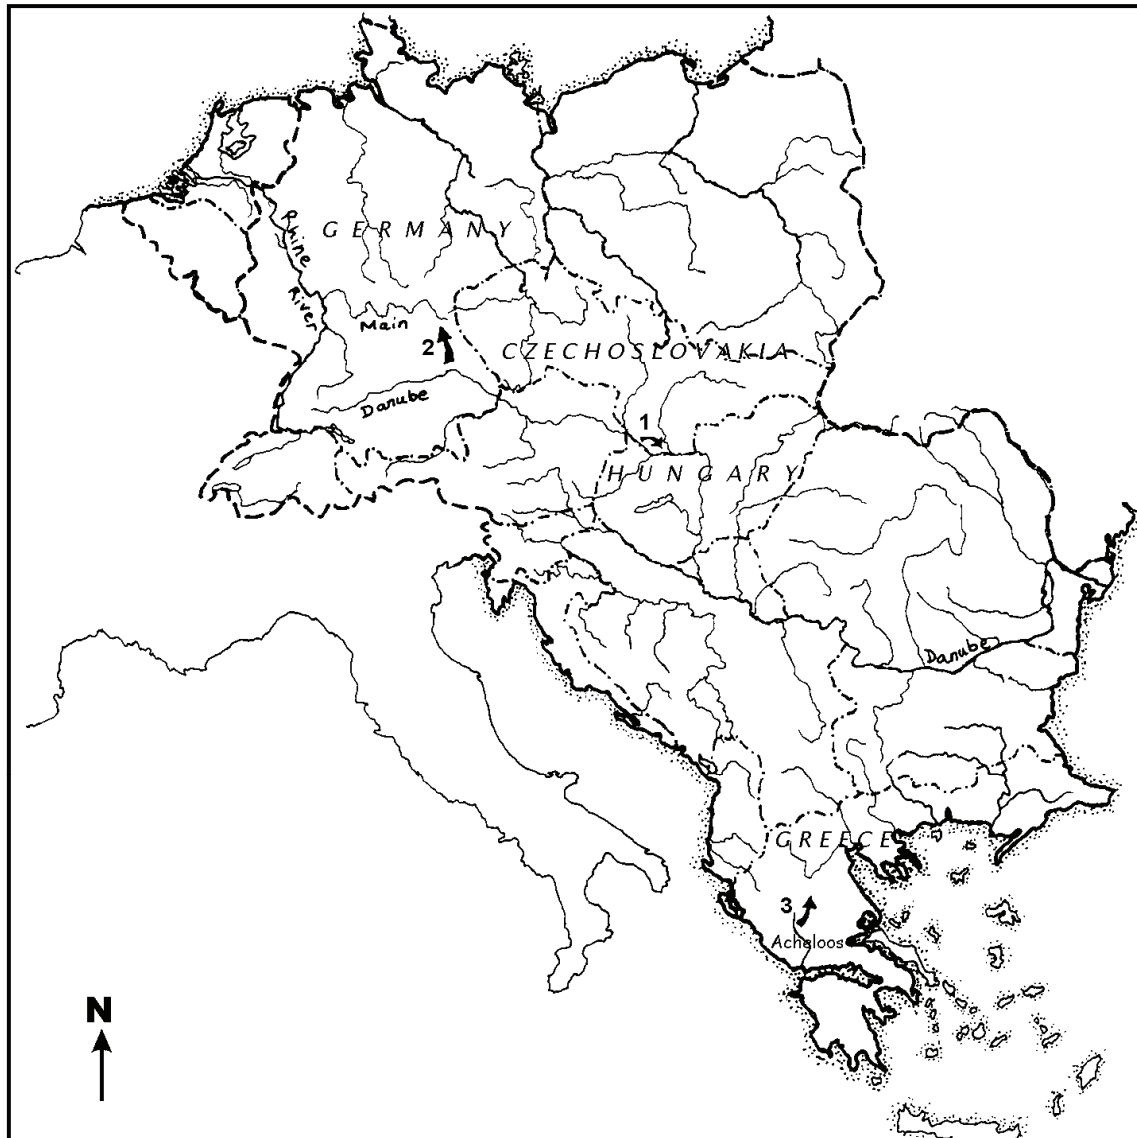 Rhine
River
GERMANY
Main
2
CZECHOSLOVAKIA
Danube
1
HUNGARY
Danube
GREECE
3
Acheloos
N